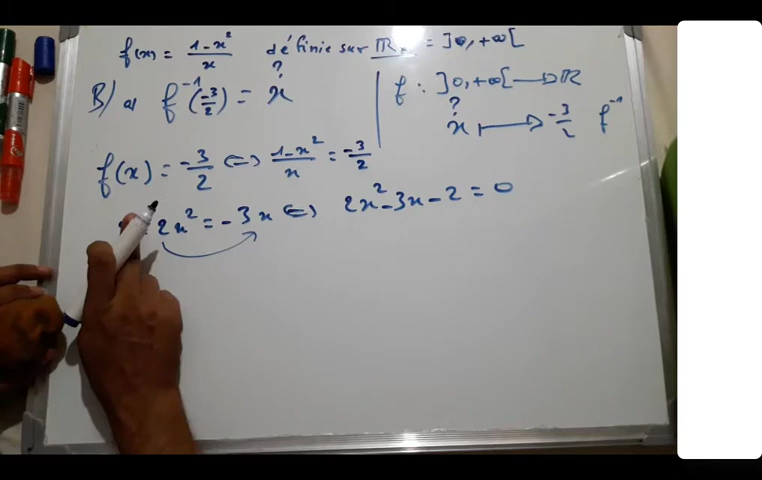 f(x) = 1-x²/x définie sur ℝ = ]0,+∞[
B) a) f⁻¹(-3/2) = x ?
f : ]0,+∞[ → ℝ
? x ↦ -3/2 f⁻¹
f(x) = -3/2 ⇔ 1-x²/x = -3/2
2x² = -3x ⇔ 2x²-3x-2=0